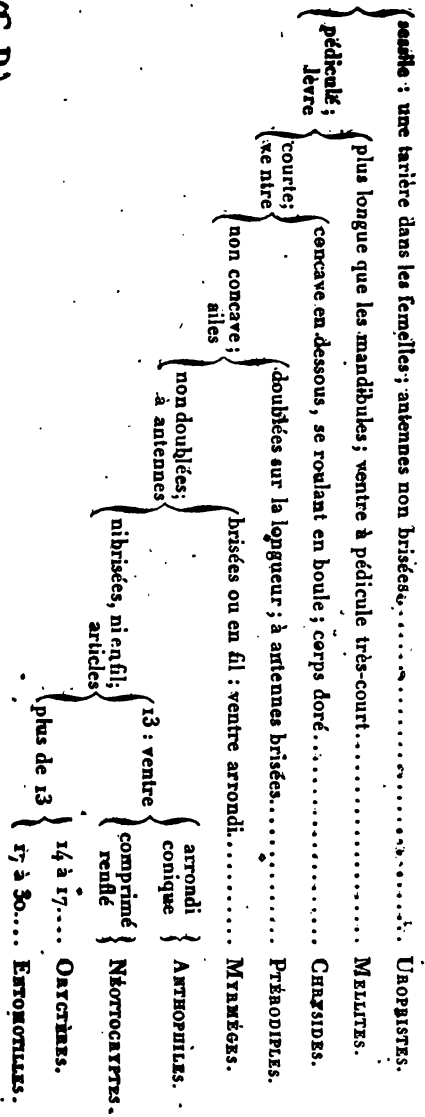 sessile : une tarière dans les femelles ; antennes non brisées.......... UROPRISTES.
pédiculé ; lèvre
plus longue que les mandibules ; ventre à pédicule très-court.......... MELLITES.
courte ; ventre
concave en dessous, se roulant en boule ; corps doré.......... CHRYSIDES.
non concave ; ailes
doublées sur la longueur ; à antennes brisées.......... PTÉRODIPLES.
non doublées ; à antennes
brisées ou en fil : ventre arrondi.......... MYRMÉGES.
ni brisées, ni en fil ; articles
13 : ventre
arrondi conique ANTHOPHILES.
comprimé renflé NÉOTTOCRYPTES.
plus de 13
14 à 17.... ORYCTÈRES.
17 à 30.... ENTOMOTILLES.